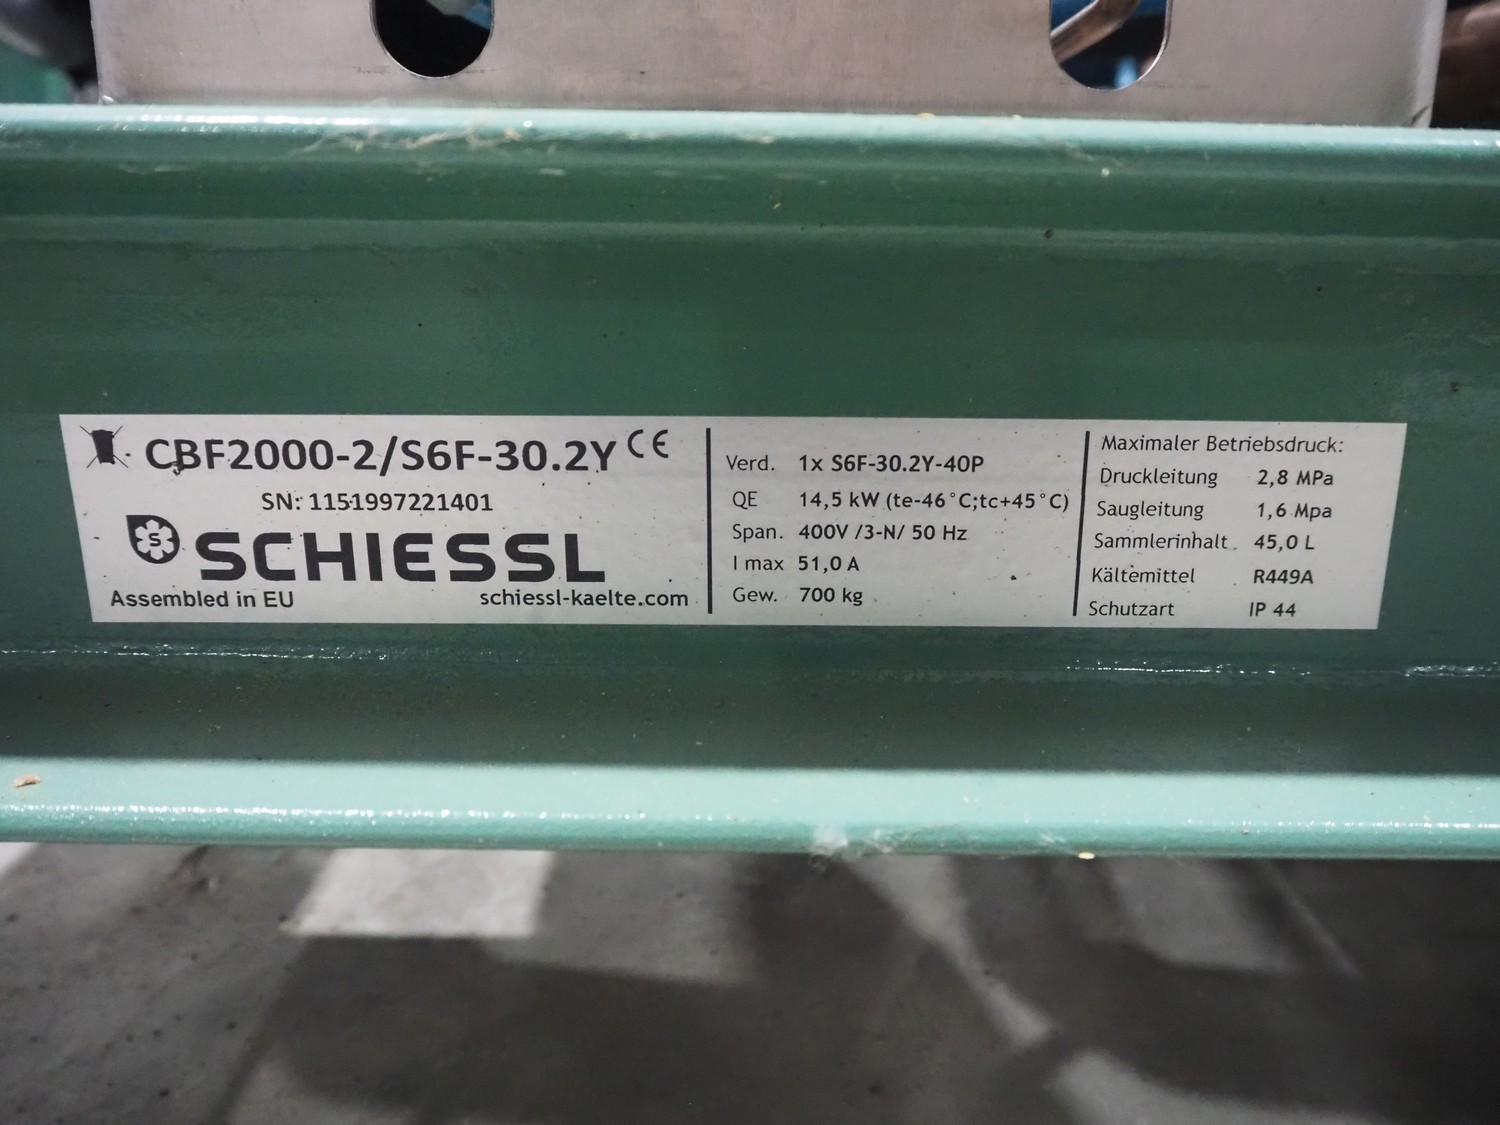 CBF2000-2/S6F-30.2Y CE
SN: 1151997221401
S SCHIESSL
Assembled in EU schiessl-kaelte.com
Verd. 1x S6F-30.2Y-40P
QE 14,5 kW (te-46°C;tc+45°C)
Span. 400V /3-N/ 50 Hz
I max 51,0 A
Gew. 700 kg
Maximaler Betriebsdruck:
Druckleitung 2,8 MPa
Saugleitung 1,6 Mpa
Sammlerinhalt 45,0 L
Kältemittel R449A
Schutzart IP 44